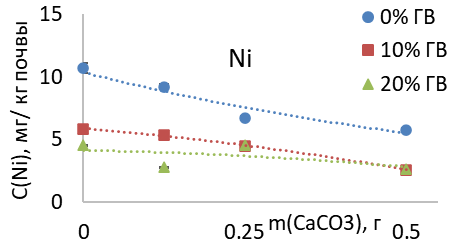 15
10
5
0
C(Ni), мг/ кг почвы
Ni
0% ГВ
10% ГВ
20% ГВ
0
0.25
0.5
m(CaCO3), г